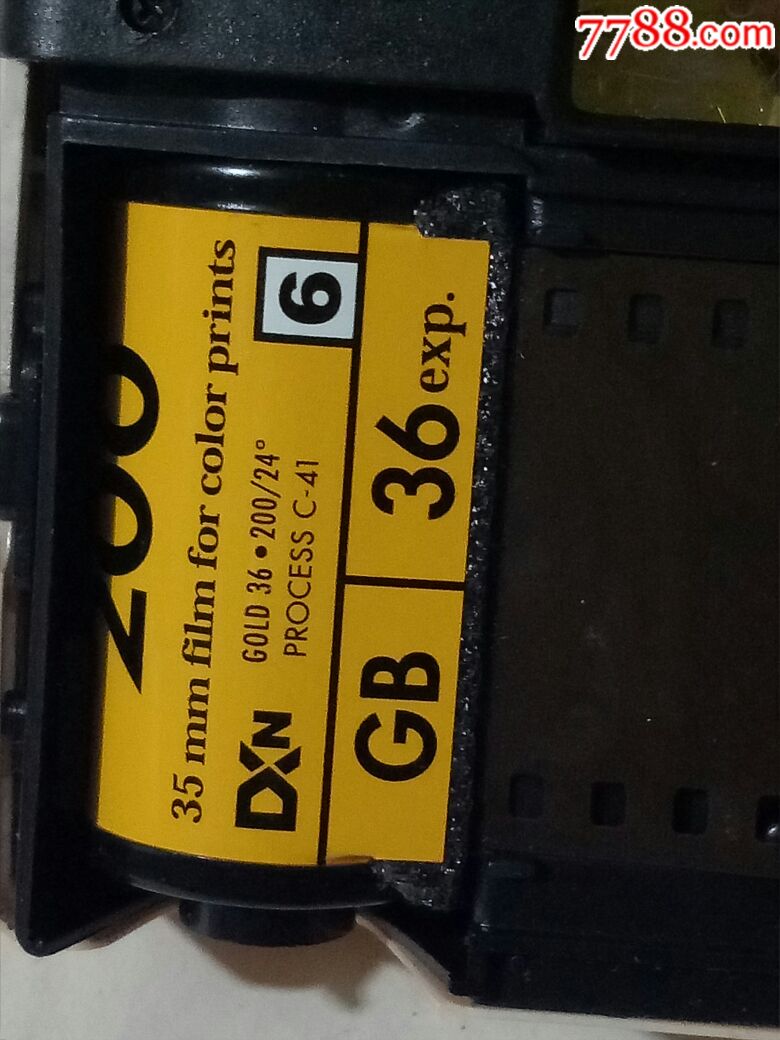 7788.com
200
35 mm film for color prints
DXN
GOLD 36 • 200/24°
PROCESS C-41
6
GB
36 exp.